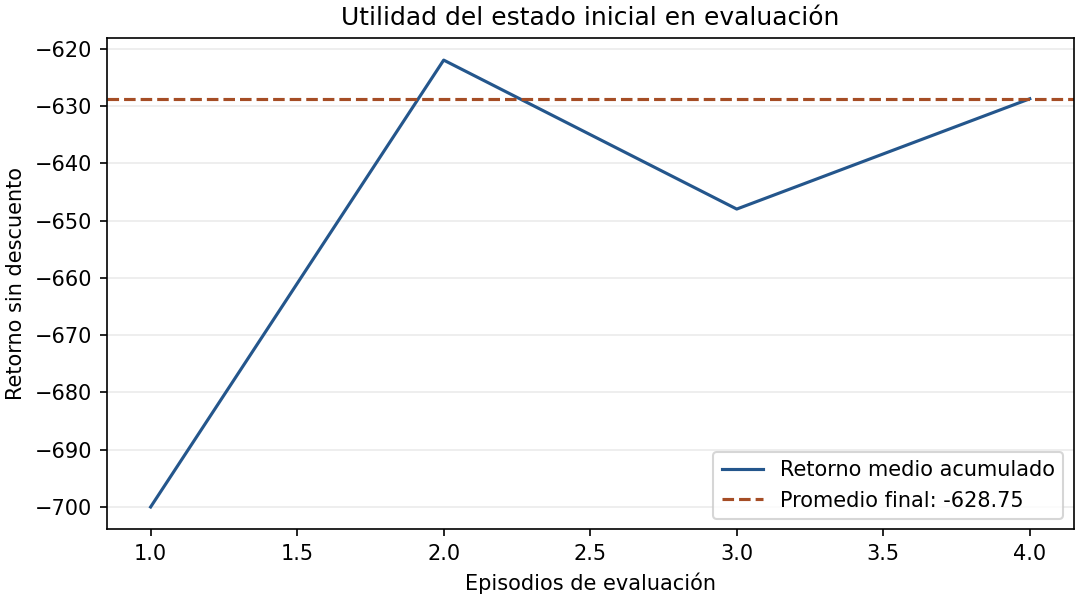 Utilidad del estado inicial en evaluación
Retorno sin descuento
−620
−630
−640
−650
−660
−670
−680
−690
−700
Retorno medio acumulado
Promedio final: -628.75
1.0 1.5 2.0 2.5 3.0 3.5 4.0
Episodios de evaluación